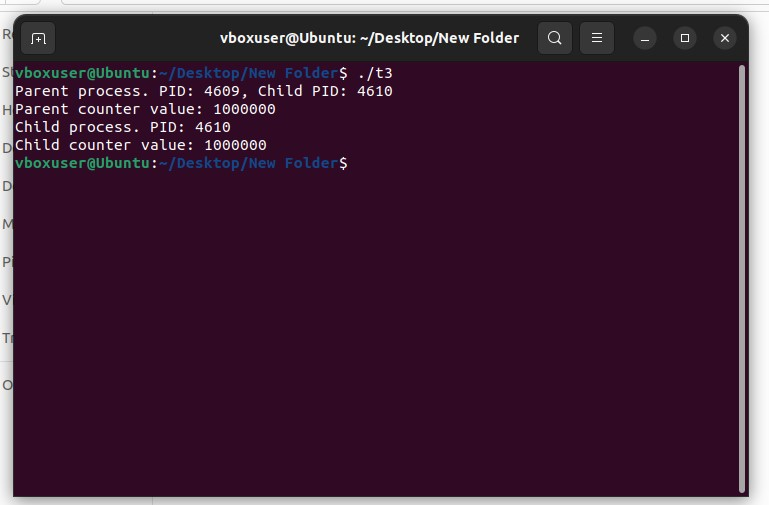 vboxuser@Ubuntu: ~/Desktop/New Folder
vboxuser@Ubuntu:~/Desktop/New Folder$ ./t3
Parent process. PID: 4609, Child PID: 4610
Parent counter value: 1000000
Child process. PID: 4610
Child counter value: 1000000
vboxuser@Ubuntu:~/Desktop/New Folder$